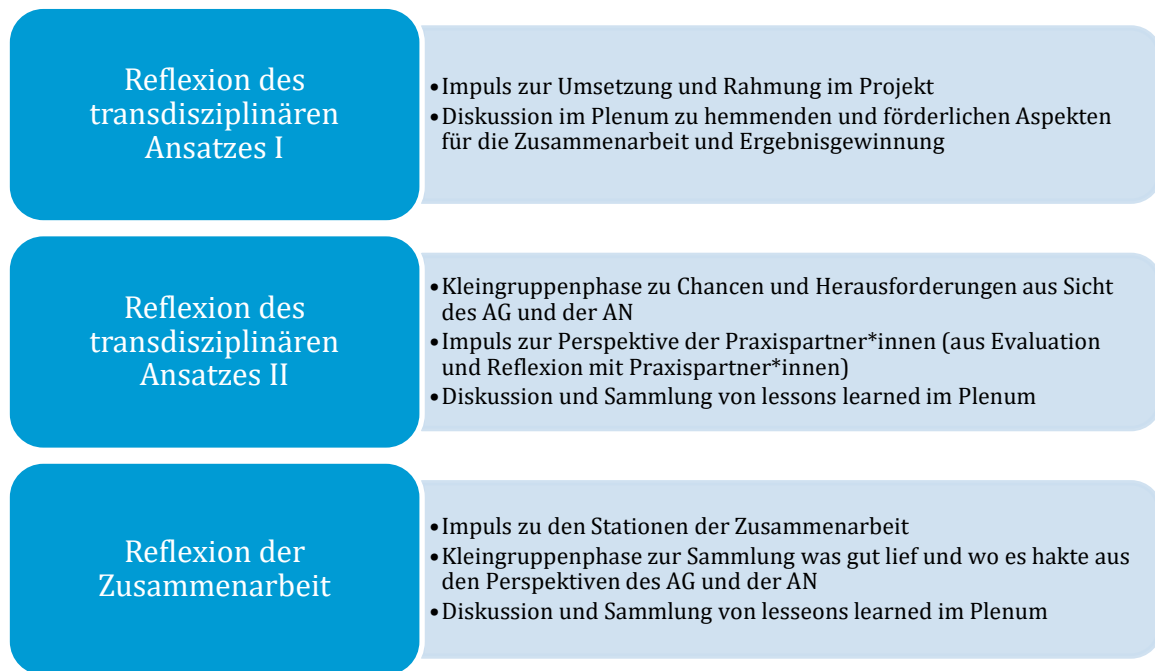 Reflexion des
transdisziplinären
Ansatzes I
•Impuls zur Umsetzung und Rahmung im Projekt
•Diskussion im Plenum zu hemmenden und förderlichen Aspekten
für die Zusammenarbeit und Ergebnisgewinnung
Reflexion des
transdisziplinären
Ansatzes II
•Kleingruppenphase zu Chancen und Herausforderungen aus Sicht
des AG und der AN
•Impuls zur Perspektive der Praxispartner*innen (aus Evaluation
und Reflexion mit Praxispartner*innen)
•Diskussion und Sammlung von lessons learned im Plenum
Reflexion der
Zusammenarbeit
•Impuls zu den Stationen der Zusammenarbeit
•Kleingruppenphase zur Sammlung was gut lief und wo es hakte aus
den Perspektiven des AG und der AN
•Diskussion und Sammlung von lesseons learned im Plenum